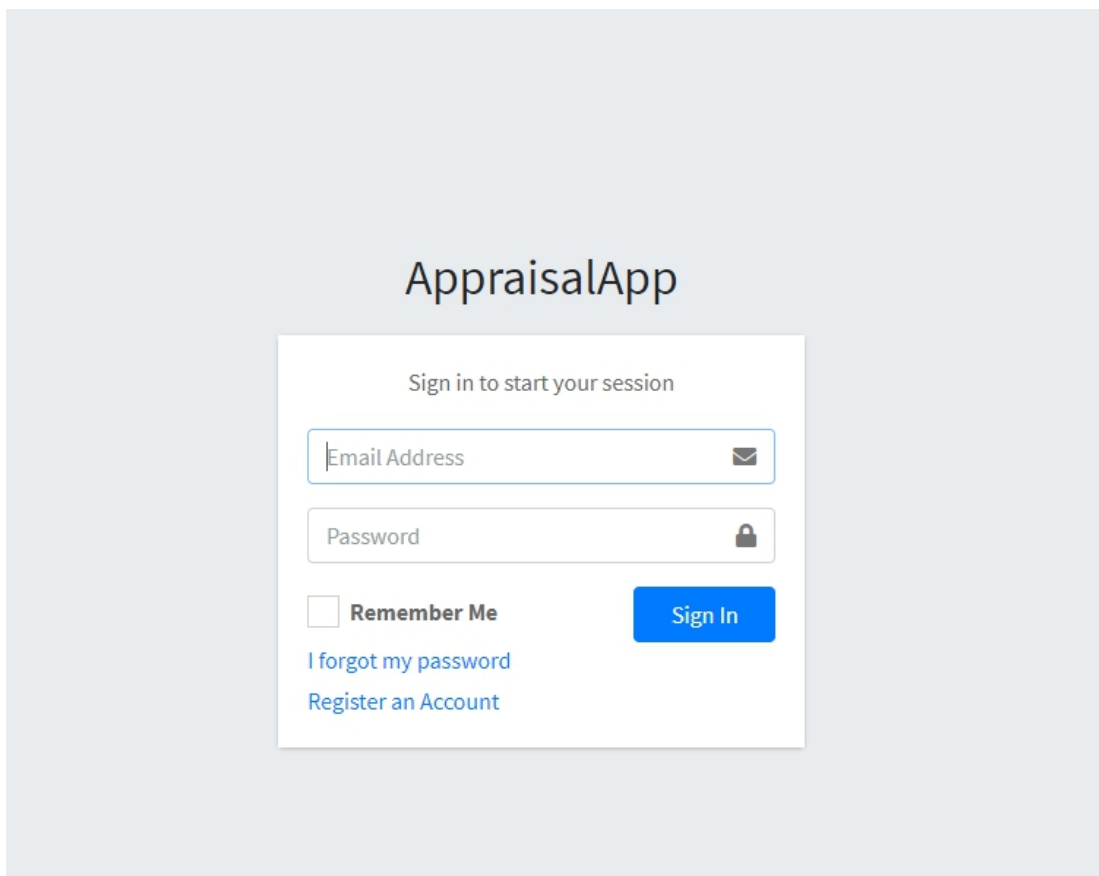 AppraisalApp
Sign in to start your session
Email Address
Password
Remember Me
Sign In
I forgot my password
Register an Account